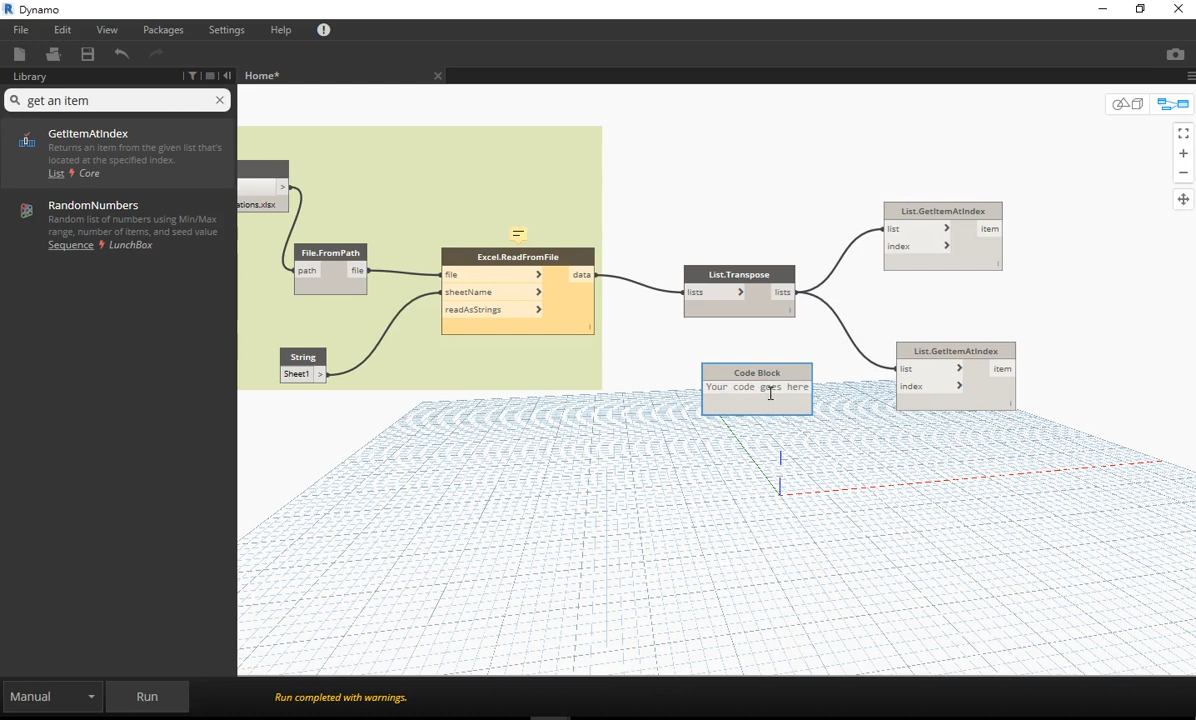 Dynamo
File Edit View Packages Settings Help
Library
Home*
get an item
GetItemAtIndex
Returns an item from the given list that's
located at the specified index.
List Core
RandomNumbers
Random list of numbers using Min/Max
range, number of items, and seed value
Sequence LunchBox
>
ations.xlsx
File.FromPath
path file
String
Sheet1 >
Excel.ReadFromFile
file > data
sheetName >
readAsStrings >
List.Transpose
lists > lists
Code Block
Your code goes here
List.GetItemAtIndex
list > item
index >
List.GetItemAtIndex
list > item
index >
Manual Run Run completed with warnings.